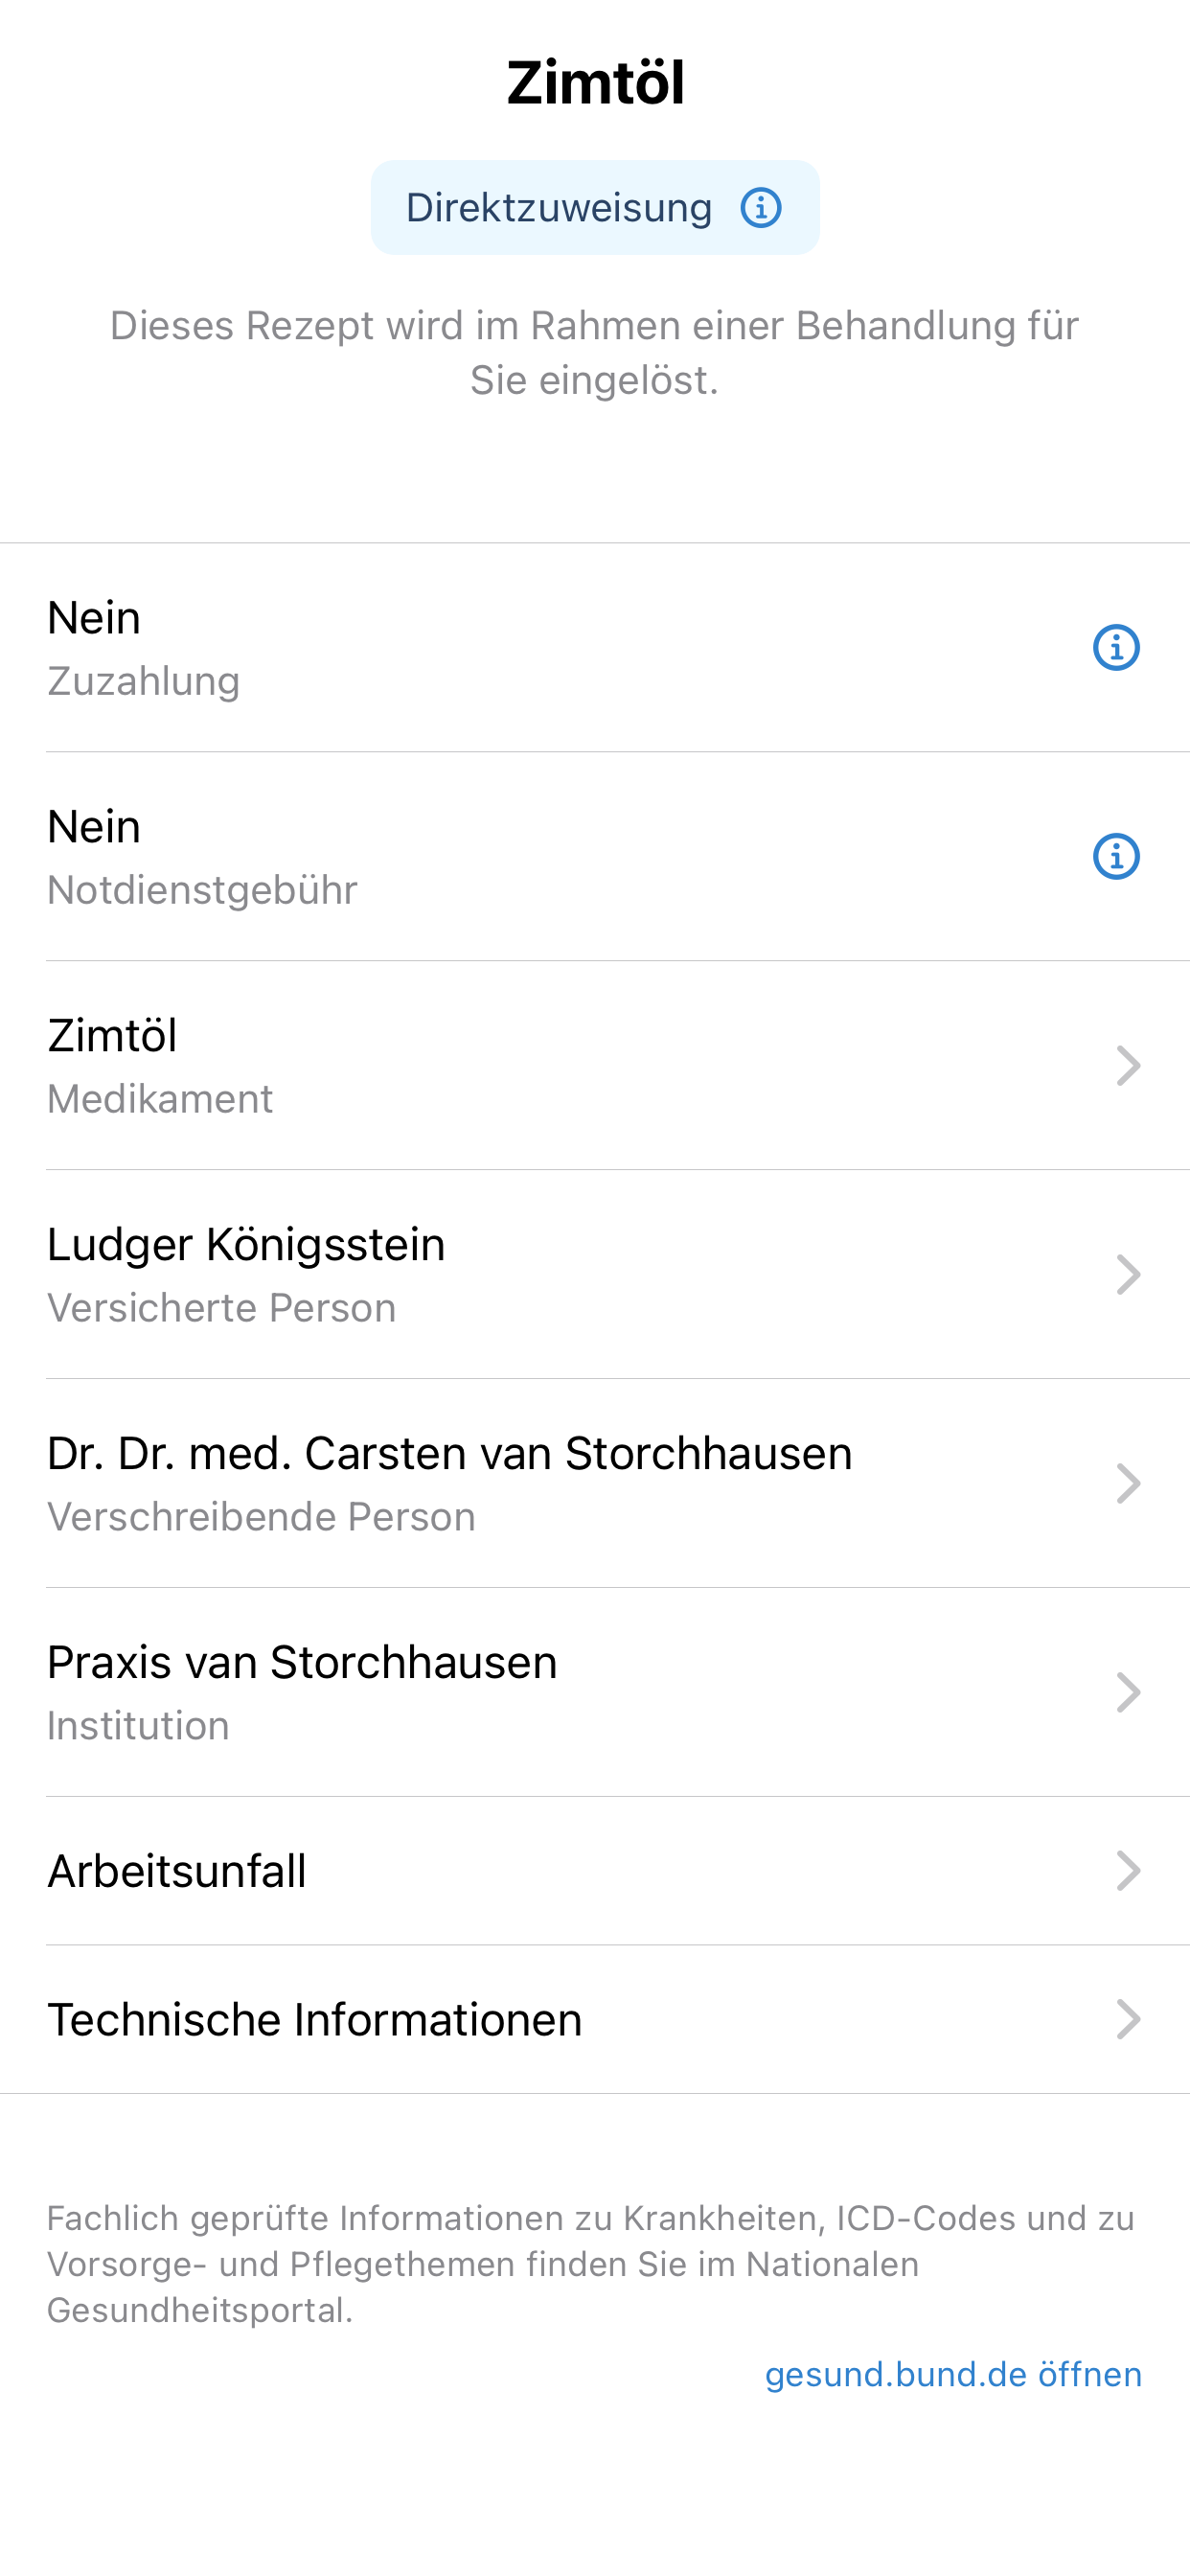 Zimtöl
Direktzuweisung
Dieses Rezept wird im Rahmen einer Behandlung für
Sie eingelöst.
Nein
Zuzahlung
Nein
Notdienstgebühr
Zimtöl
Medikament
Ludger Königsstein
Versicherte Person
Dr. Dr. med. Carsten van Storchhausen
Verschreibende Person
Praxis van Storchhausen
Institution
Arbeitsunfall
Technische Informationen
Fachlich geprüfte Informationen zu Krankheiten, ICD-Codes und zu
Vorsorge- und Pflegethemen finden Sie im Nationalen
Gesundheitsportal.
gesund.bund.de öffnen